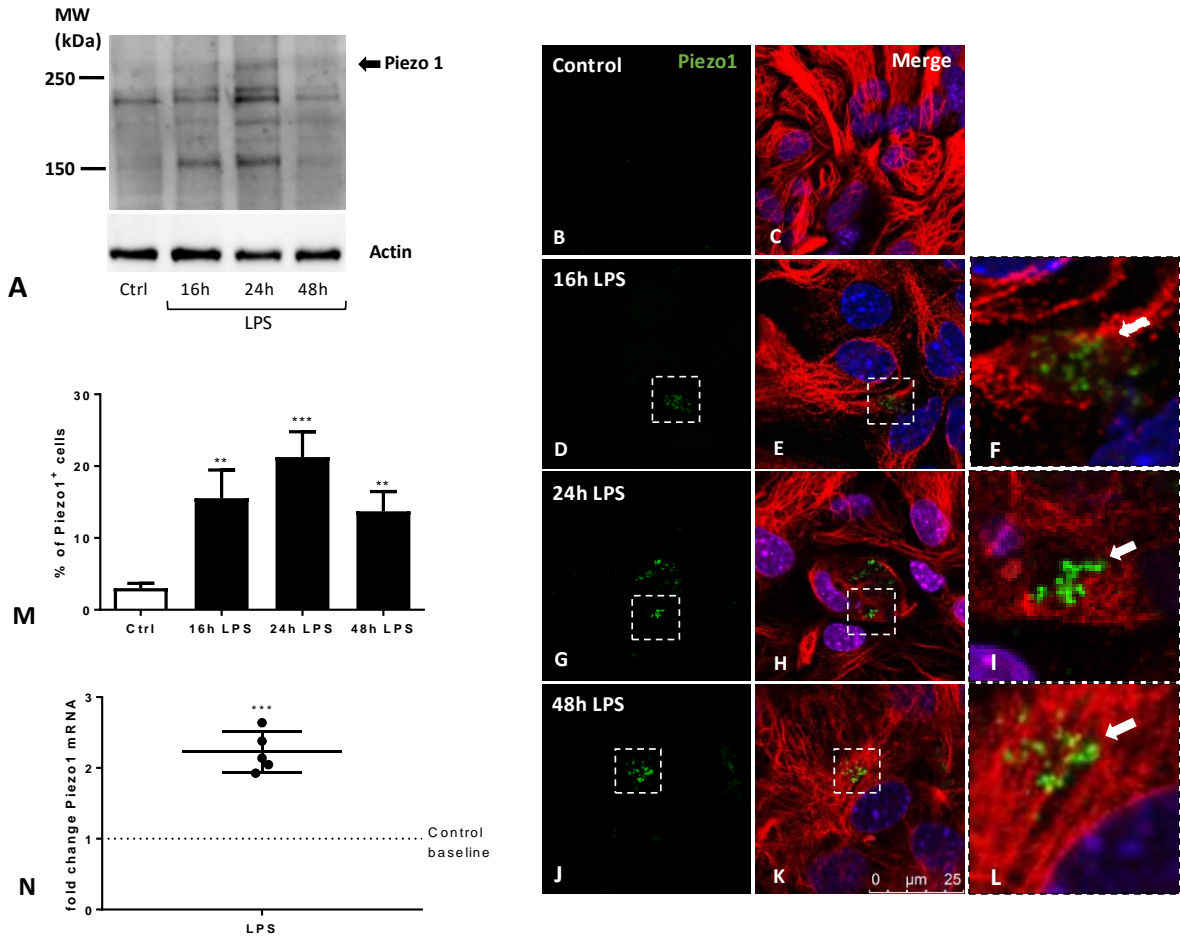 MW
(kDa)
250
150
Piezo 1
Actin
A
Ctrl
16h
24h
48h
LPS
Control
Piezo1
Merge
B
C
16h LPS
D
E
F
24h LPS
G
H
I
48h LPS
J
K
0 µm 25
L
% of Piezo1+ cells
30
20
10
0
**
***
**
Ctrl
16h LPS
24h LPS
48h LPS
M
fold change Piezo1 mRNA
3
2
1
0
***
Control
baseline
LPS
N